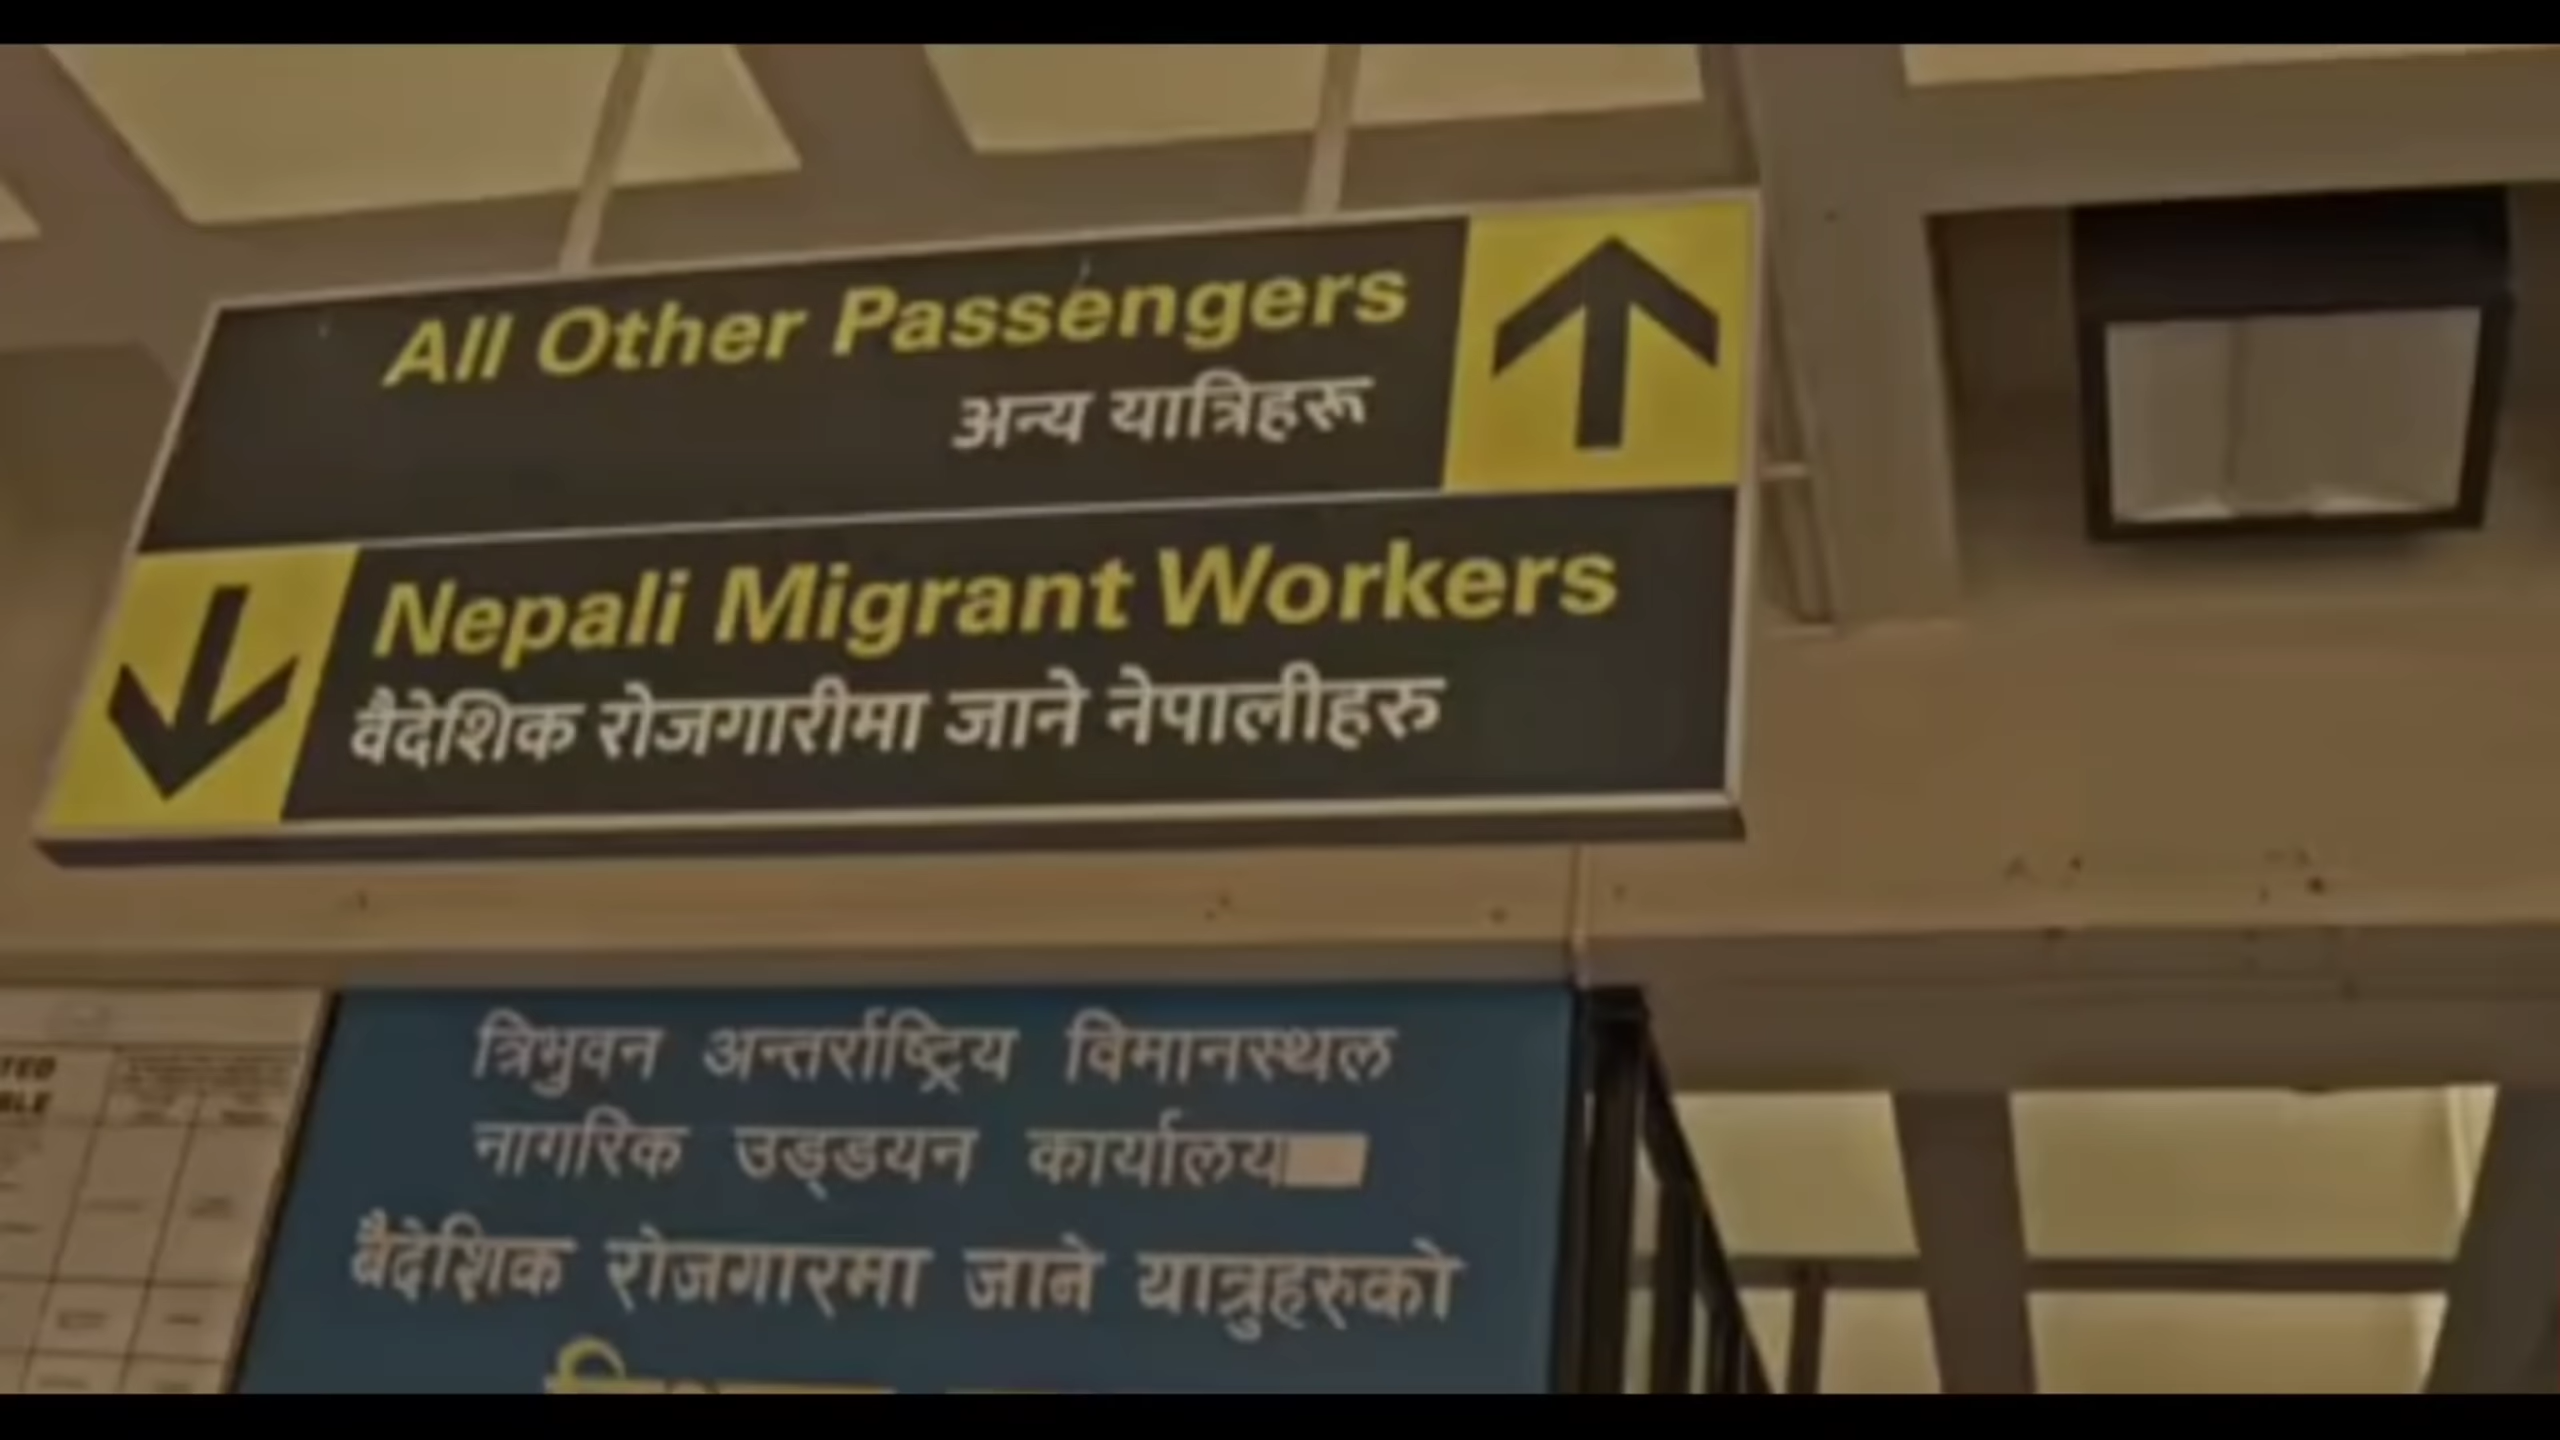 All Other Passengers
अन्य यात्रिहरू
Nepali Migrant Workers
वैदेशिक रोजगारीमा जाने नेपालीहरु
त्रिभुवन अन्तर्राष्ट्रिय विमानस्थल
नागरिक उड्डयन कार्यालय
बैदेशिक रोजगारमा जाने यात्रुहरुको